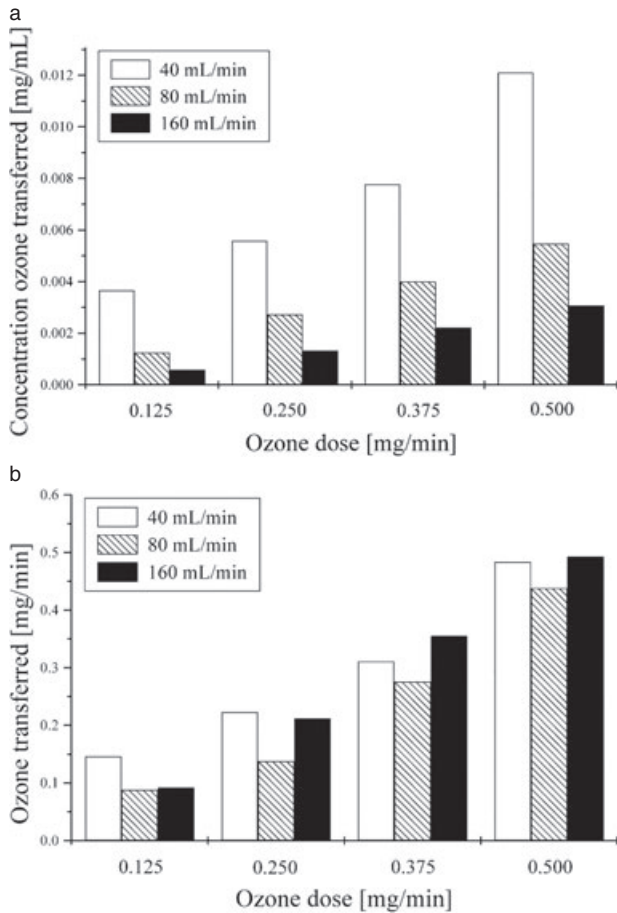 a
Concentration ozone transferred [mg/mL]
0.012
0.010
0.008
0.006
0.004
0.002
0.000
40 mL/min
80 mL/min
160 mL/min
0.125 0.250 0.375 0.500
Ozone dose [mg/min]
b
Ozone transferred [mg/min]
0.6
0.5
0.4
0.3
0.2
0.1
0.0
40 mL/min
80 mL/min
160 mL/min
0.125 0.250 0.375 0.500
Ozone dose [mg/min]